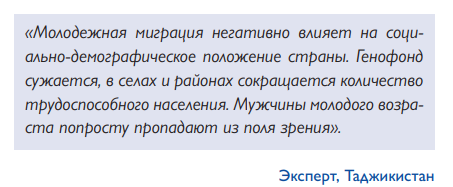 «Молодежная миграция негативно влияет на соци-
ально-демографическое положение страны. Генофонд
сужается, в селах и районах сокращается количество
трудоспособного населения. Мужчины молодого возра-
ста попросту пропадают из поля зрения».
Эксперт, Таджикистан